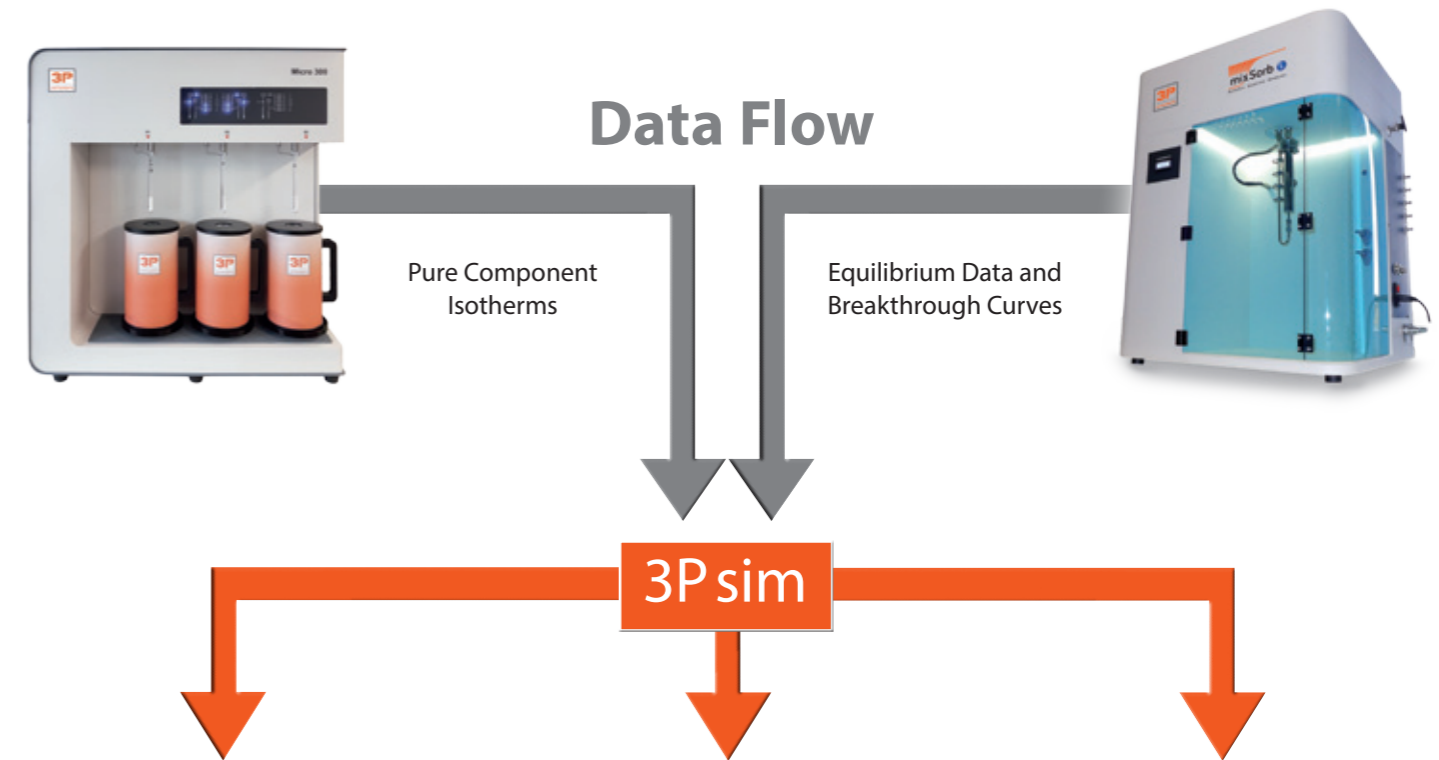 3P
Micro 300
3P
mixSorb L
Data Flow
3P
3P
3P
Pure Component
Isotherms
Equilibrium Data and
Breakthrough Curves
3P sim